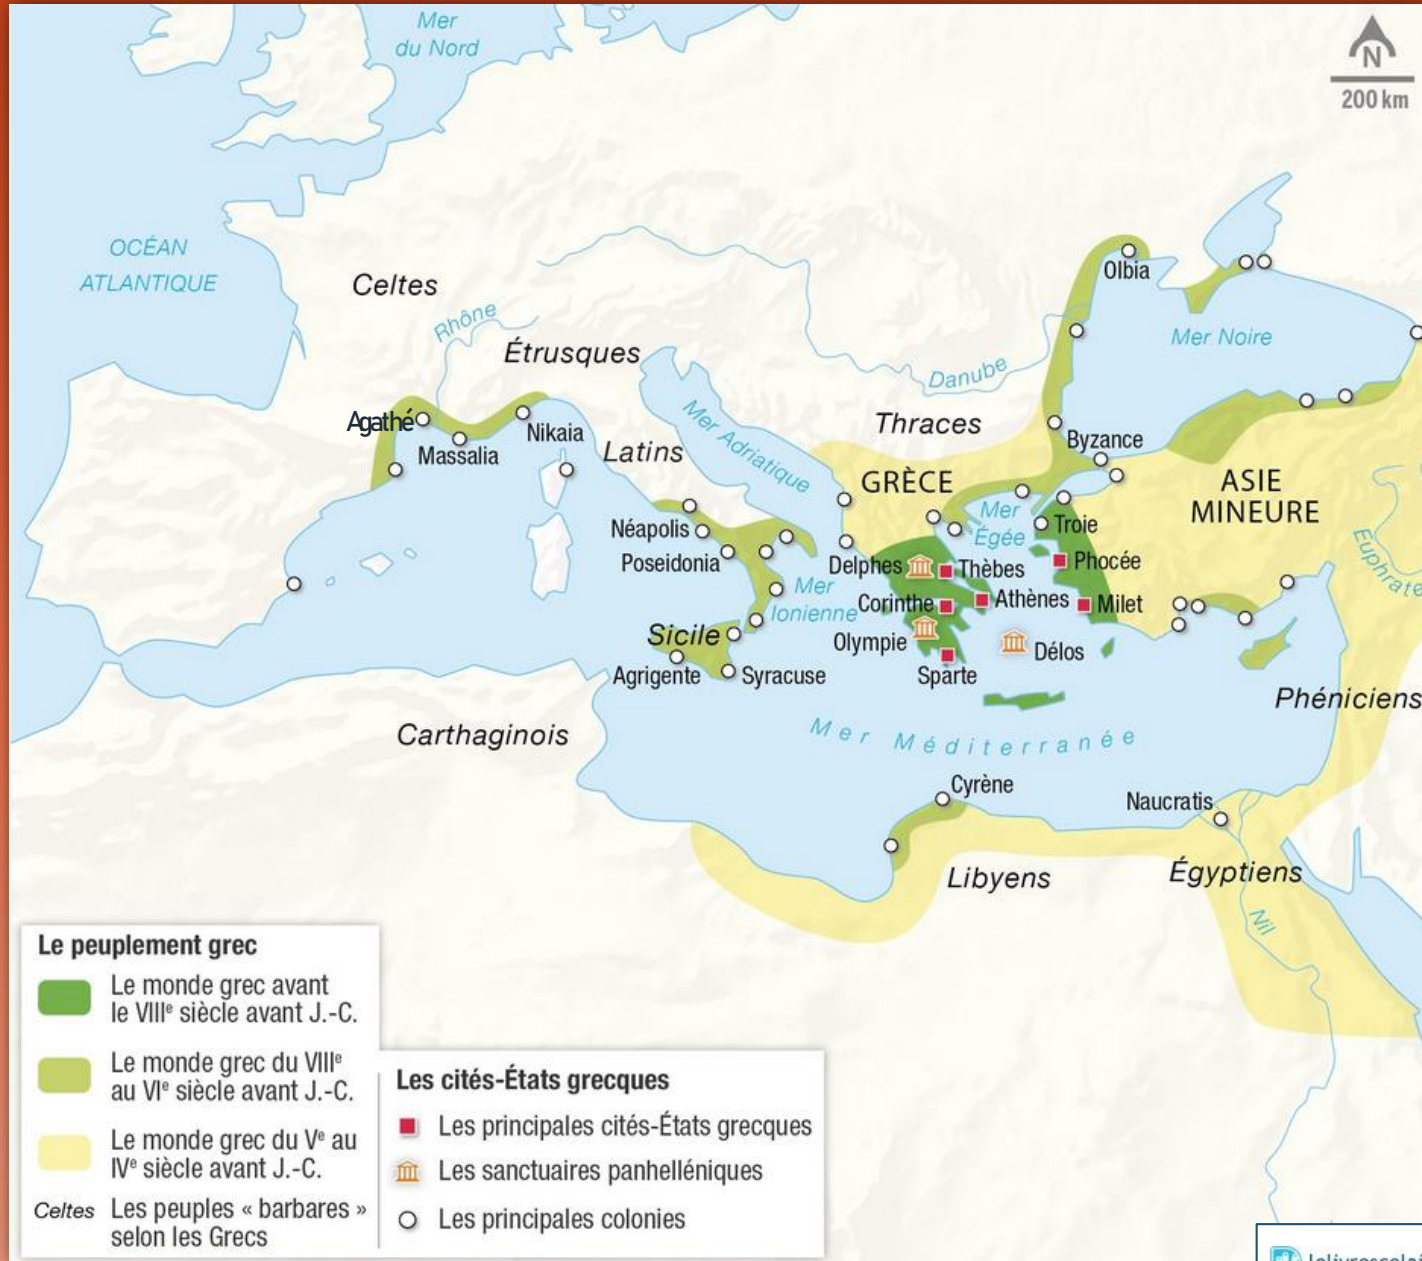 Mer
du Nord
N
200 km
OCÉAN
ATLANTIQUE
Celtes
Rhône
Étrusques
Olbia
Mer Noire
Danube
Agathé
Massalia
Nikaia
Latins
Mer Adriatique
Thraces
Byzance
GRÈCE
ASIE
MINEURE
Mer
Égée
Troie
Euphrate
Néapolis
Poseidonia
Delphes
Thèbes
Phocée
Mer
Ionienne
Corinthe
Athènes
Milet
Sicile
Olympie
Délos
Agrigente
Syracuse
Sparte
Phéniciens
Carthaginois
Mer Méditerranée
Cyrène
Naucratis
Libyens
Égyptiens
Nil
Le peuplement grec
Le monde grec avant
le VIIIe siècle avant J.-C.
Le monde grec du VIIIe
au VIe siècle avant J.-C.
Le monde grec du Ve au
IVe siècle avant J.-C.
Celtes Les peuples « barbares »
selon les Grecs
Les cités-États grecques
Les principales cités-États grecques
Les sanctuaires panhelléniques
Les principales colonies